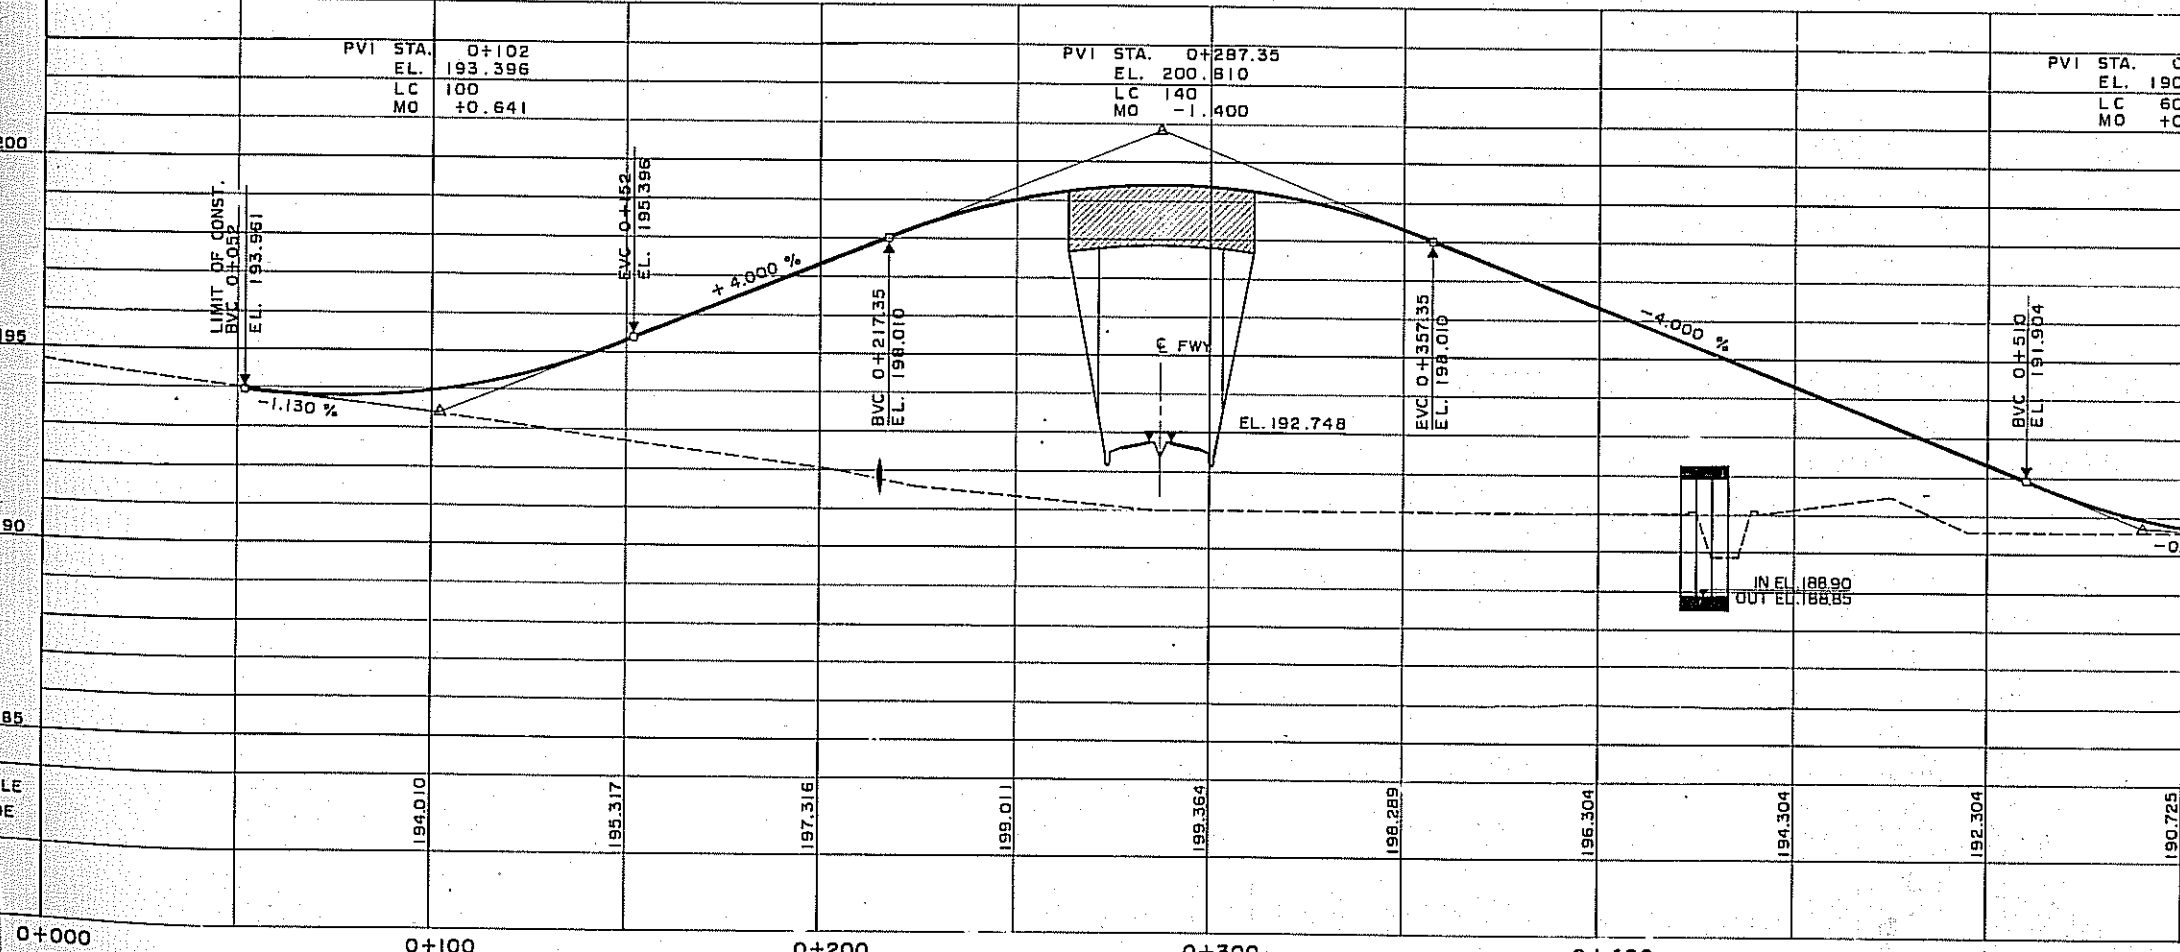 PVI STA. 0+102
EL. 193.396
LC 100
MO +0.641
PVI STA. 0+287.35
EL. 200.810
LC 140
MO -1.400
PVI STA.
EL. 190
LC 60
MO
LIMIT OF CONST.
BVC 0+052
EL. 193.961
EVC 0+152
EL. 195.396
+4.000 %
BVC 0+217.35
EL. 198.010
℄ FWY
EL. 192.748
EVC 0+357.35
EL. 198.010
-4.000 %
BVC 0+510
EL. 191.904
-1.130 %
IN EL. 188.90
OUT EL. 188.85
200
195
90
85
LE
194.010
195.317
197.316
199.011
199.364
198.289
196.304
194.304
192.304
190.725
0+000
0+100
0+200
0+300